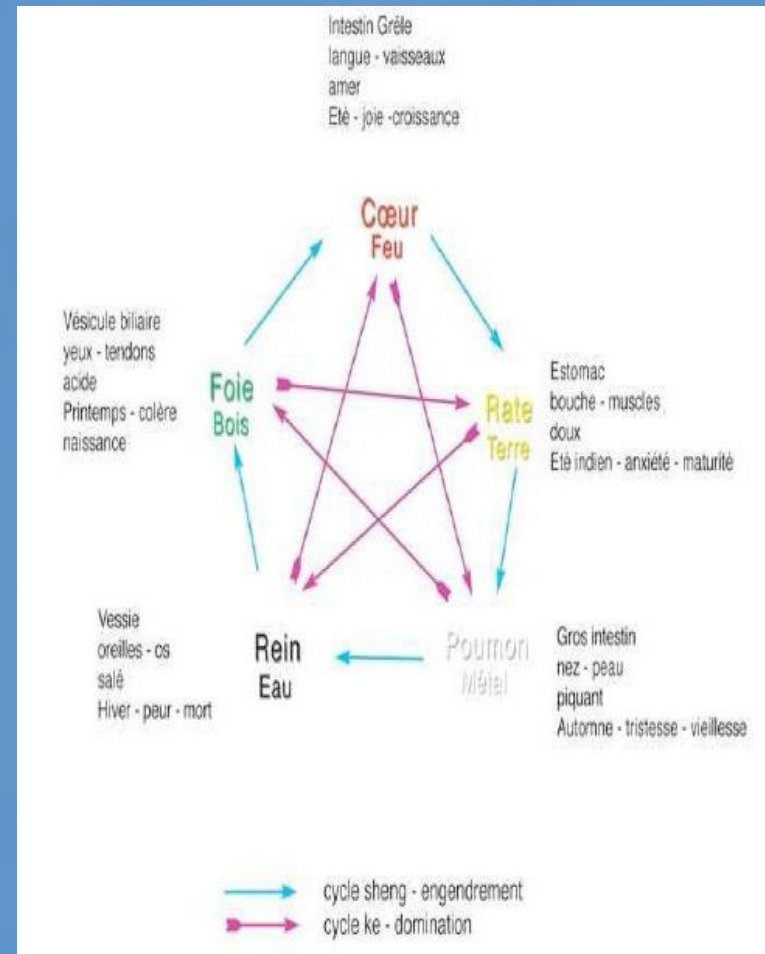 Intestin Grêle
langue - vaisseaux
amer
Eté - joie -croissance
Cœur
Feu
Vésicule biliaire
yeux - tendons
acide
Printemps - colère
naissance
Foie
Bois
Rate
Terre
Estomac
bouche - muscles
doux
Eté indien - anxiété - maturité
Vessie
oreilles - os
salé
Hiver - peur - mort
Rein
Eau
Poumon
Métal
Gros intestin
nez - peau
piquant
Automne - tristesse - vieillesse
cycle sheng - engendrement
cycle ke - domination